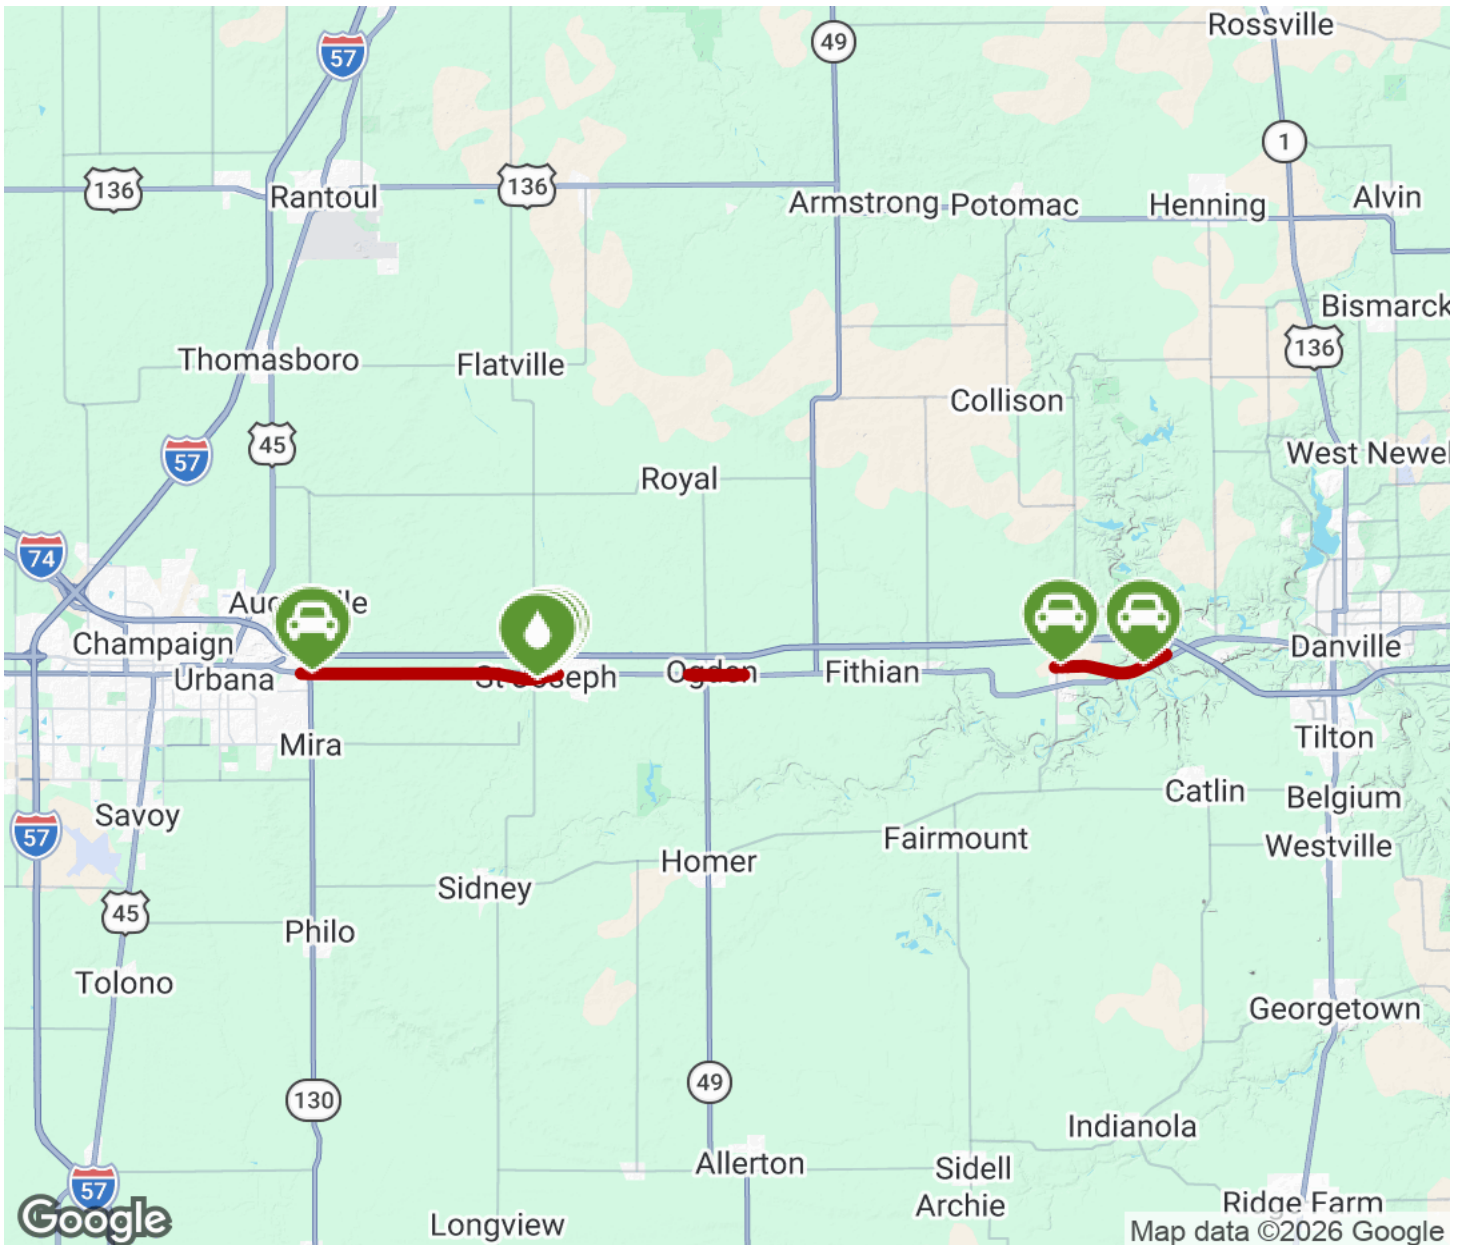 Rossville
49
57
1
136
136
Rantoul
Armstrong
Potomac
Henning
Alvin
Bismarck
136
Thomasboro
Flatville
Collison
45
57
Royal
West Newel
74
Champaign
Urbana
Ogden
Fithian
Danville
Mira
Tilton
Savoy
Catlin
Belgium
57
Fairmount
Westville
Homer
Sidney
45
Philo
Tolono
Georgetown
49
130
Indianola
Allerton
Sidell
57
Archie
Ridge Farm
Google
Longview
Map data ©2026 Google